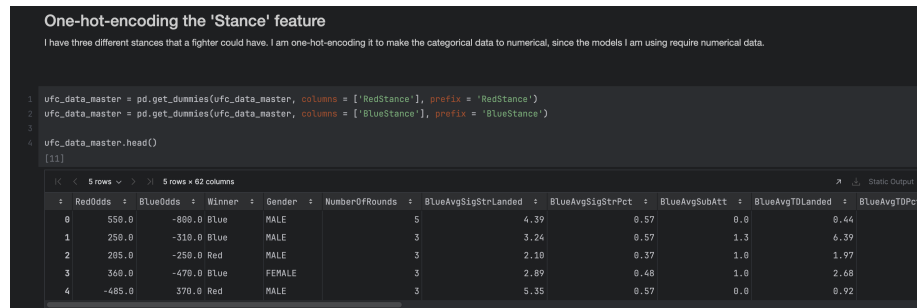 One-hot-encoding the 'Stance' feature
I have three different stances that a fighter could have. I am one-hot-encoding it to make the categorical data to numerical, since the models I am using require numerical data.
1 ufc_data_master = pd.get_dummies(ufc_data_master, columns = ['RedStance'], prefix = 'RedStance')
2 ufc_data_master = pd.get_dummies(ufc_data_master, columns = ['BlueStance'], prefix = 'BlueStance')
3
4 ufc_data_master.head()
[11]
5 rows 5 rows × 62 columns Static Output
RedOdds BlueOdds Winner Gender NumberOfRounds BlueAvgSigStrLanded BlueAvgSigStrPct BlueAvgSubAtt BlueAvgTDLanded BlueAvgTDPc
0 550.0 -800.0 Blue MALE 5 4.39 0.57 0.0 0.44
1 250.0 -310.0 Blue MALE 3 3.24 0.57 1.3 6.39
2 205.0 -250.0 Red MALE 3 2.10 0.37 1.0 1.97
3 360.0 -470.0 Blue FEMALE 3 2.89 0.48 1.0 2.68
4 -485.0 370.0 Red MALE 3 5.35 0.57 0.0 0.92